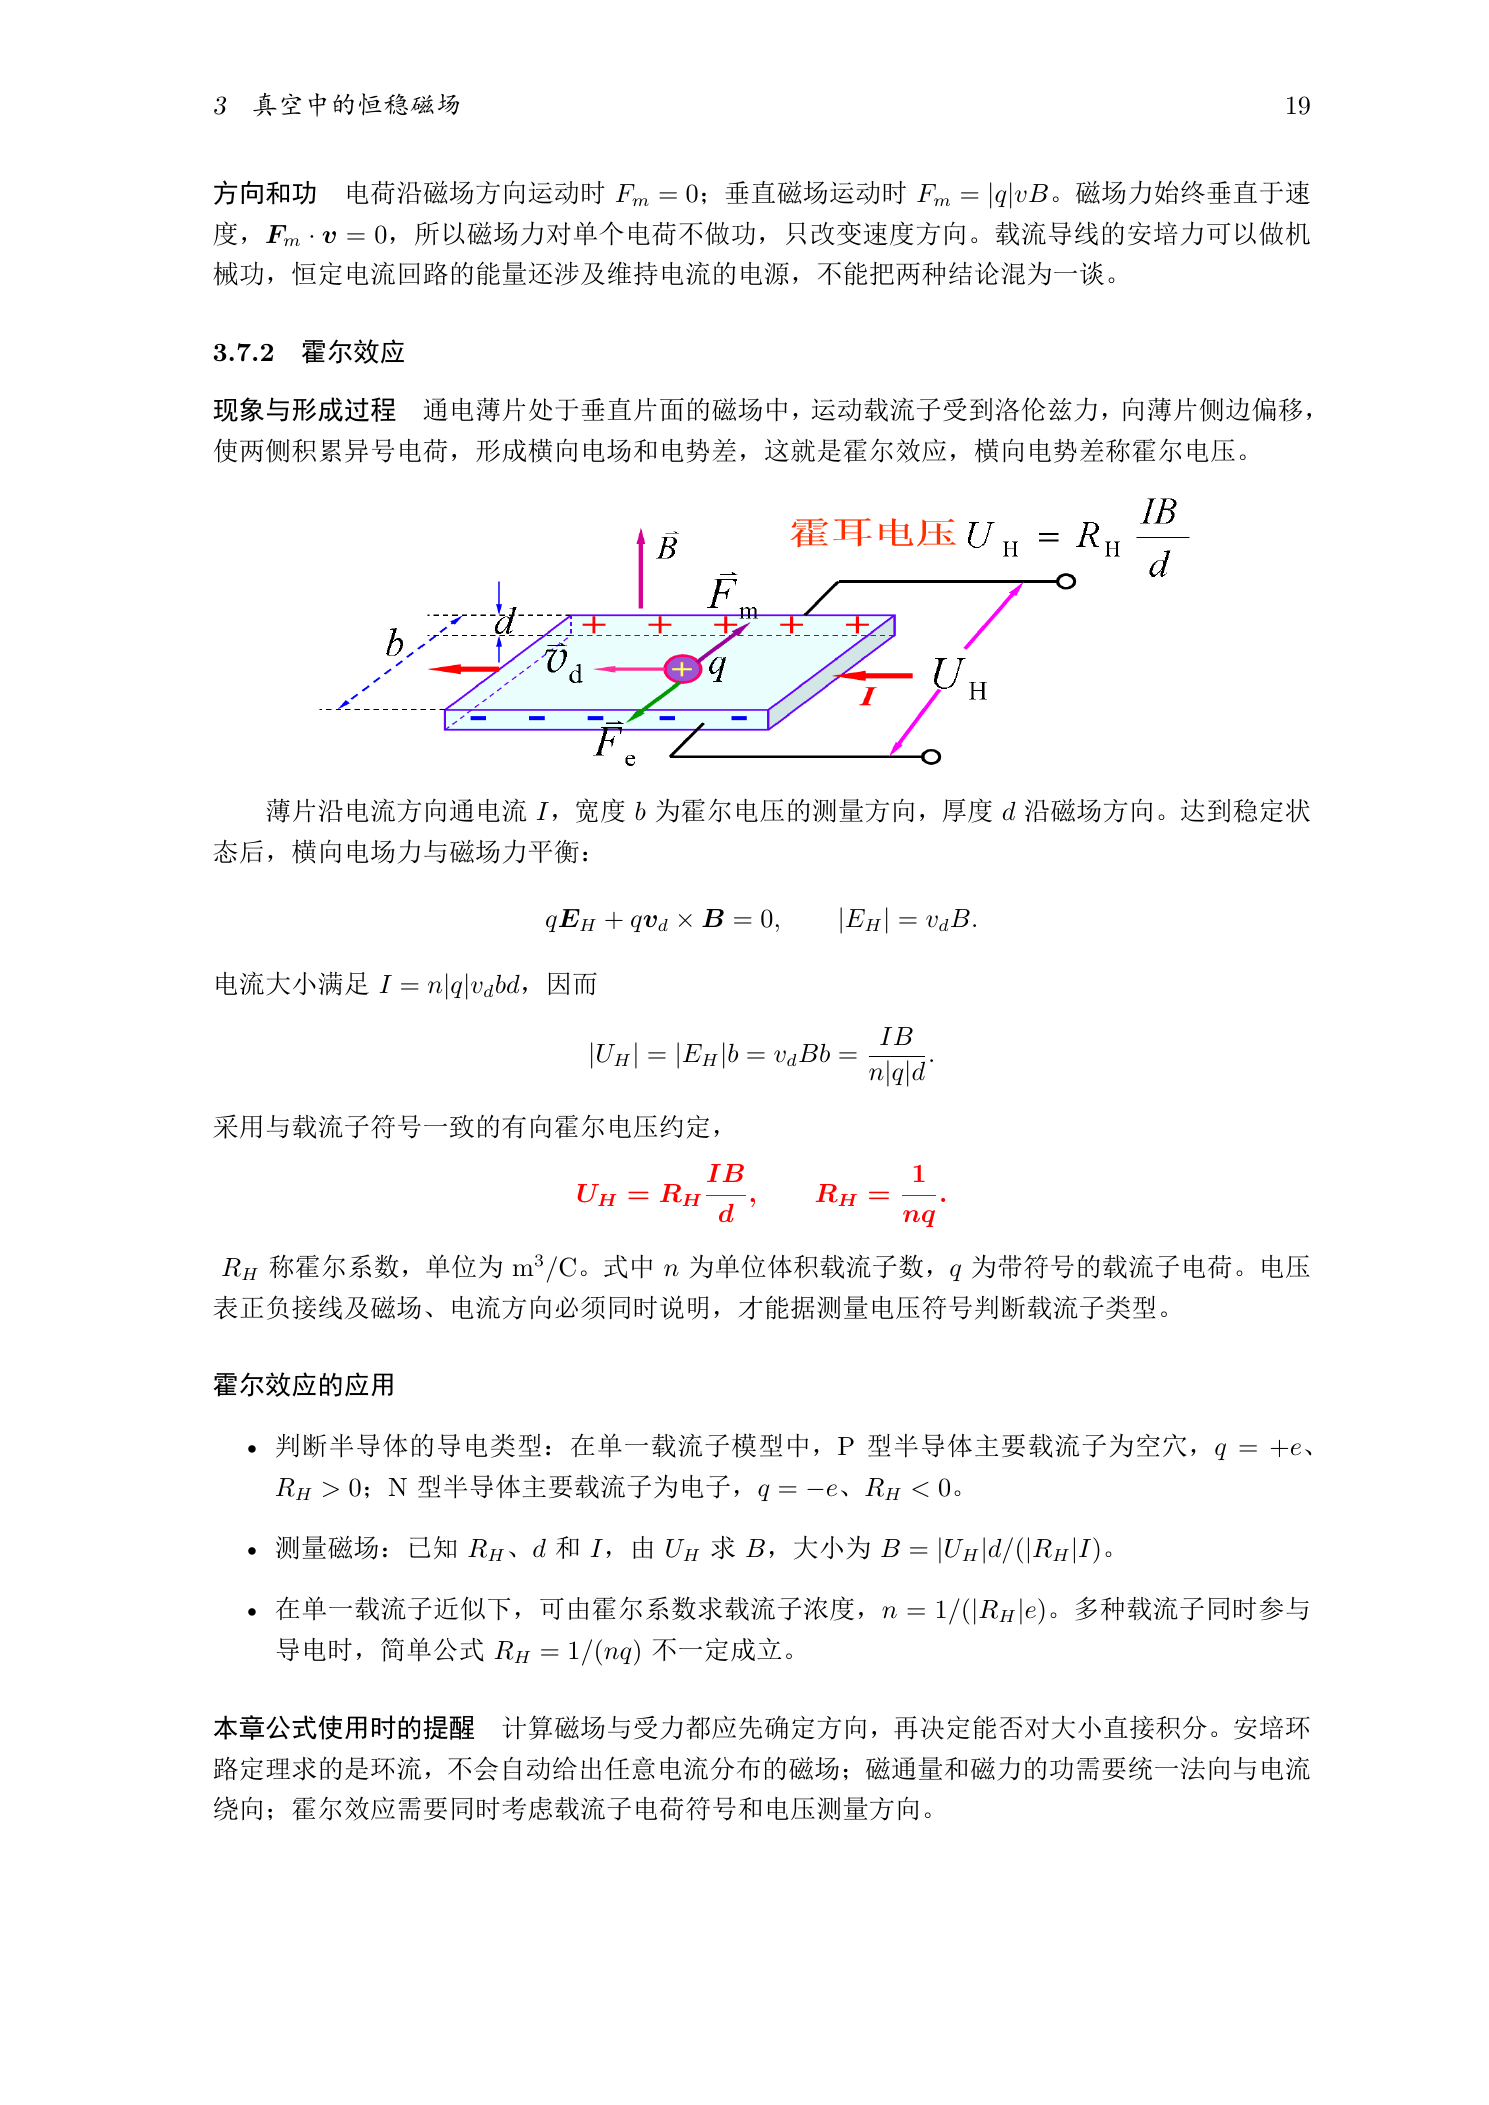 3 真空中的恒稳磁场 19
方向和功 电荷沿磁场方向运动时 Fm = 0；垂直磁场运动时 Fm = |q|vB。磁场力始终垂直于速
度，Fm · v = 0，所以磁场力对单个电荷不做功，只改变速度方向。载流导线的安培力可以做机
械功，恒定电流回路的能量还涉及维持电流的电源，不能把两种结论混为一谈。
3.7.2 霍尔效应
现象与形成过程 通电薄片处于垂直片面的磁场中，运动载流子受到洛伦兹力，向薄片侧边偏移，
使两侧积累异号电荷，形成横向电场和电势差，这就是霍尔效应，横向电势差称霍尔电压。
霍耳电压 U_H = R_H IB/d
B⃗
F⃗m
d
b
v⃗d
+ q
+ + + + +
I
U_H
- - - - -
F⃗e
薄片沿电流方向通电流 I，宽度 b 为霍尔电压的测量方向，厚度 d 沿磁场方向。达到稳定状
态后，横向电场力与磁场力平衡：
qE_H + qv_d × B = 0, |E_H| = v_d B.
电流大小满足 I = n|q|v_d bd，因而
|U_H| = |E_H|b = v_d Bb = IB/(n|q|d).
采用与载流子符号一致的有向霍尔电压约定，
U_H = R_H IB/d, R_H = 1/(nq).
R_H 称霍尔系数，单位为 m³/C。式中 n 为单位体积载流子数，q 为带符号的载流子电荷。电压
表正负接线及磁场、电流方向必须同时说明，才能据测量电压符号判断载流子类型。
霍尔效应的应用
• 判断半导体的导电类型：在单一载流子模型中，P 型半导体主要载流子为空穴，q = +e、
R_H > 0；N 型半导体主要载流子为电子，q = −e、R_H < 0。
• 测量磁场：已知 R_H、d 和 I，由 U_H 求 B，大小为 B = |U_H|d/(|R_H|I)。
• 在单一载流子近似下，可由霍尔系数求载流子浓度，n = 1/(|R_H|e)。多种载流子同时参与
导电时，简单公式 R_H = 1/(nq) 不一定成立。
本章公式使用时的提醒 计算磁场与受力都应先确定方向，再决定能否对大小直接积分。安培环
路定理求的是环流，不会自动给出任意电流分布的磁场；磁通量和磁力的功需要统一法向与电流
绕向；霍尔效应需要同时考虑载流子电荷符号和电压测量方向。